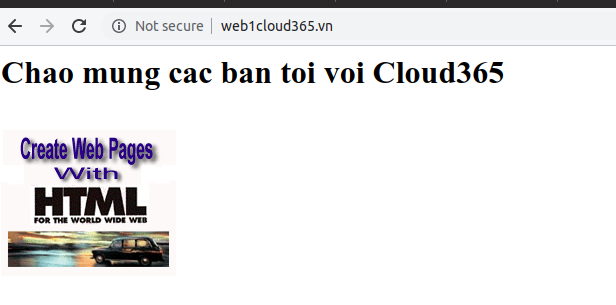 Not secure | web1cloud365.vn
Chao mung cac ban toi voi Cloud365
Create Web Pages
With
HTML
FOR THE WORLD WIDE WEB